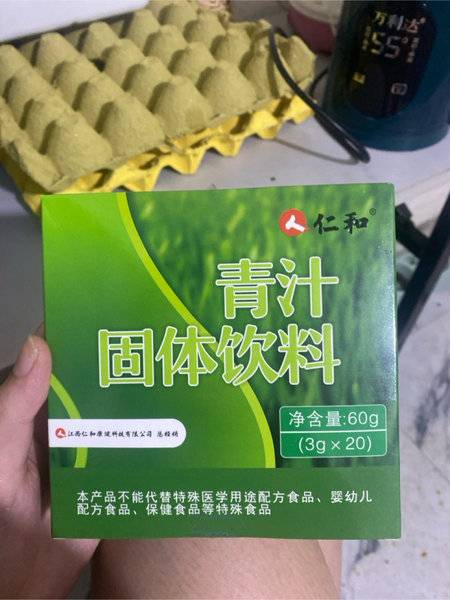 万利达
55°
仁和®
青汁
固体饮料
净含量:60g
(3g×20)
江西仁和康健科技有限公司 总经销
本产品不能代替特殊医学用途配方食品、婴幼儿
配方食品、保健食品等特殊食品